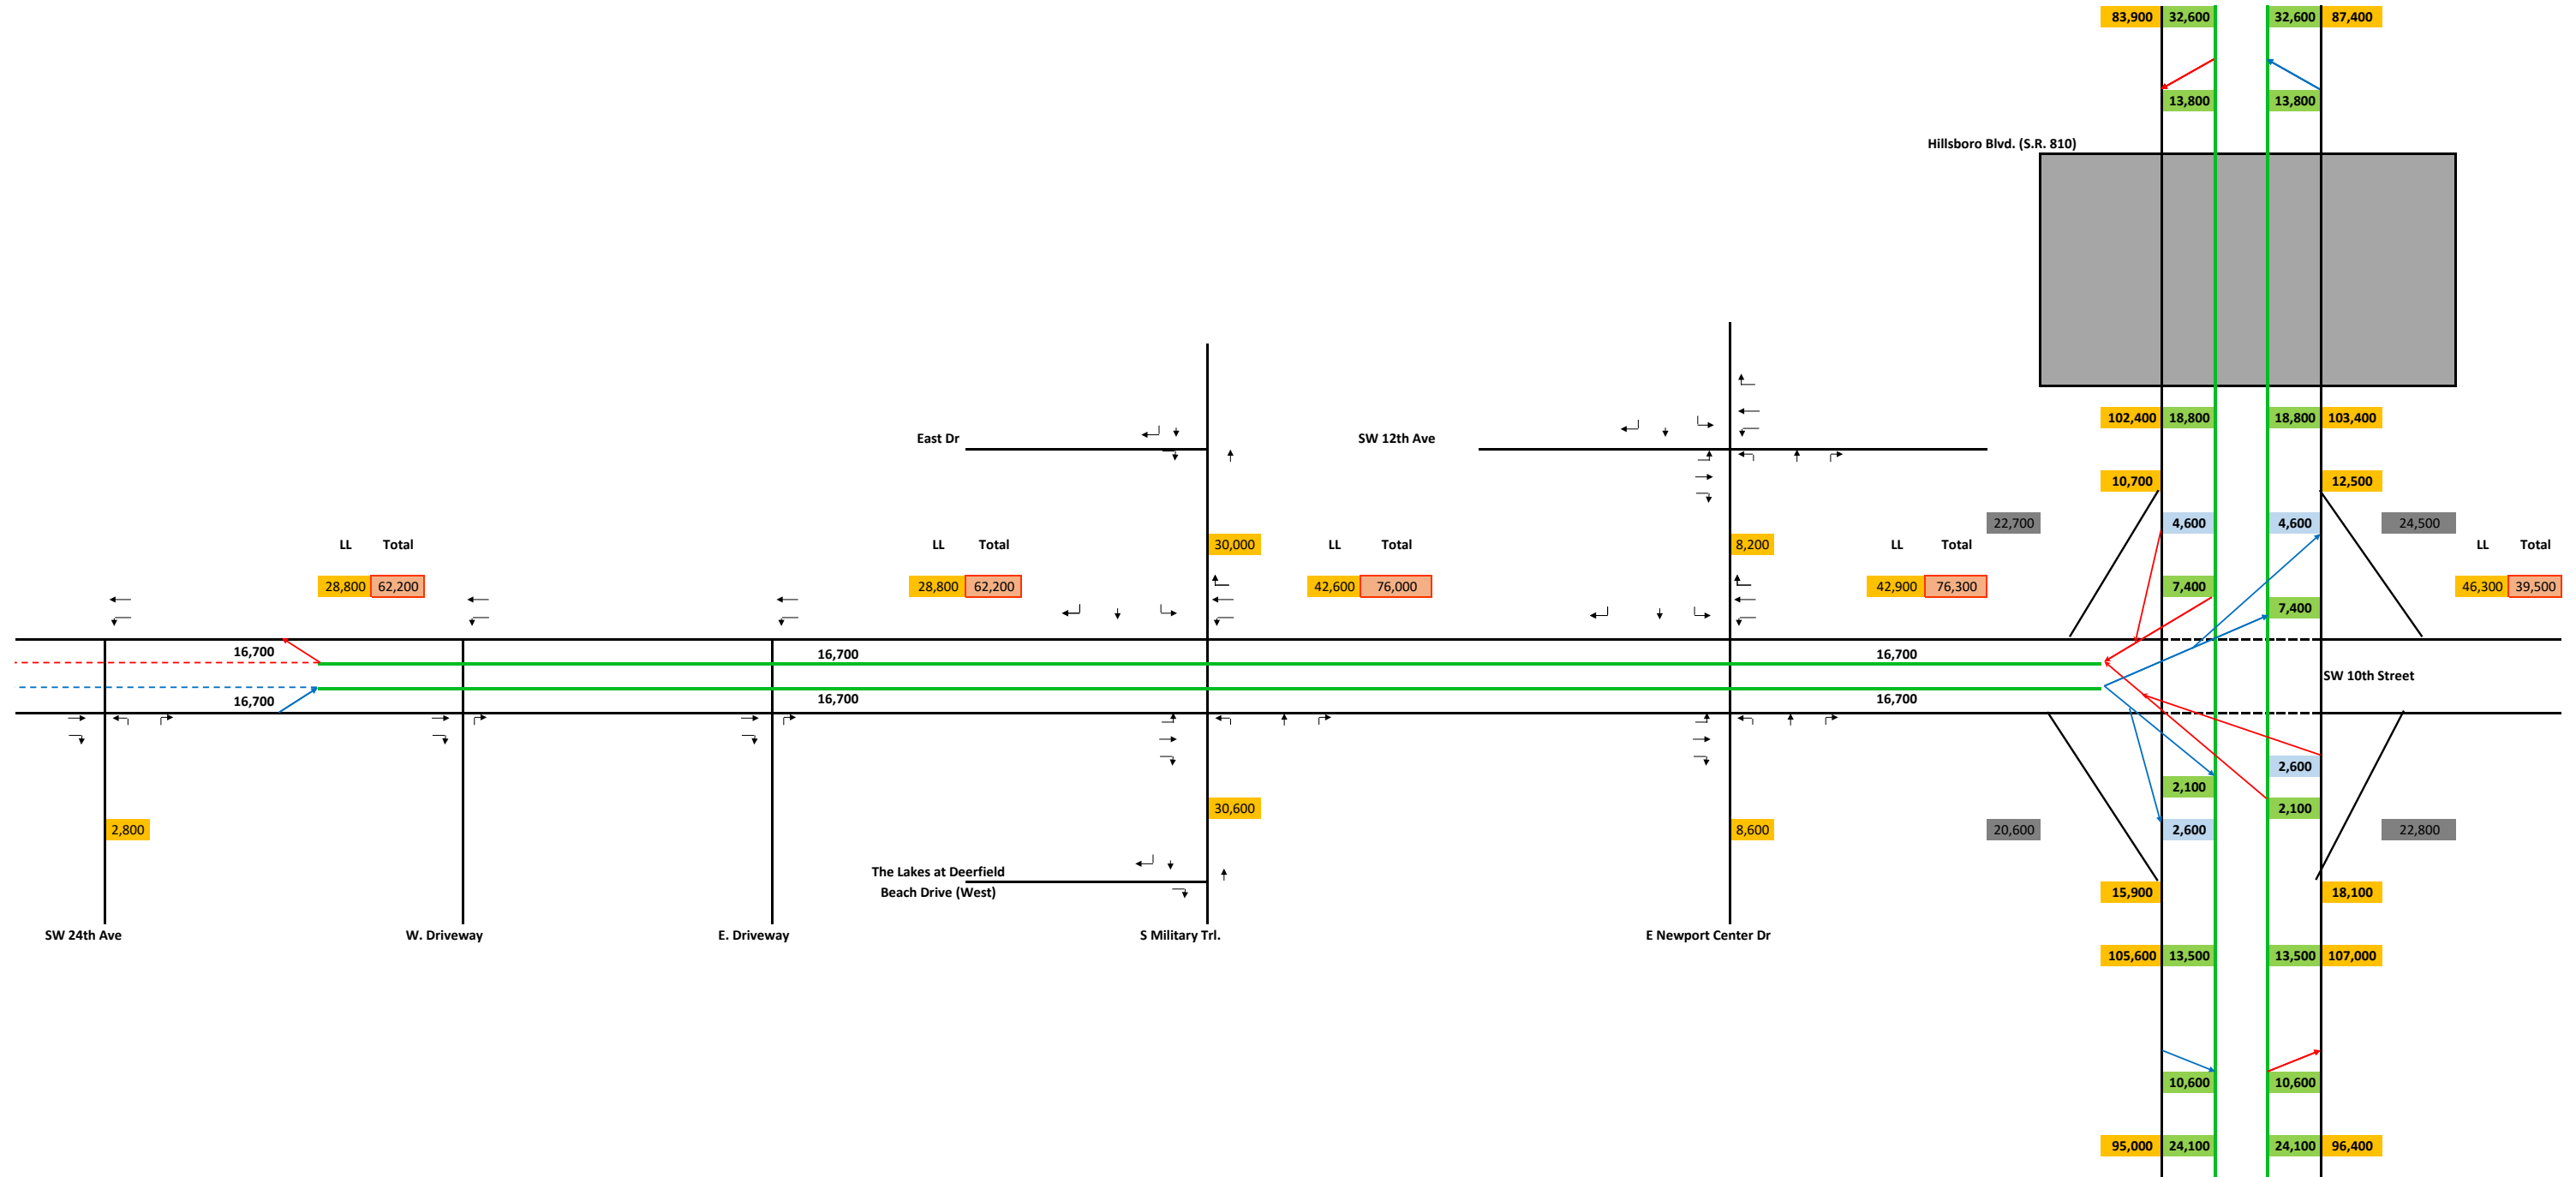 83,900 32,600 32,600 87,400
13,800 13,800
Hillsboro Blvd. (S.R. 810)
102,400 18,800 18,800 103,400
East Dr
SW 12th Ave
10,700 12,500
22,700 4,600 4,600 24,500
LL Total
LL Total
30,000
LL Total
8,200
LL Total
LL Total
28,800 62,200
28,800 62,200
42,600 76,000
42,900 76,300
7,400
46,300 39,500
7,400
16,700
16,700
16,700
SW 10th Street
16,700
16,700
16,700
2,600
2,100
30,600
2,100
2,800
8,600
20,600
2,600
22,800
The Lakes at Deerfield
Beach Drive (West)
15,900 18,100
SW 24th Ave
W. Driveway
E. Driveway
S Military Trl.
E Newport Center Dr
105,600 13,500 13,500 107,000
10,600 10,600
95,000 24,100 24,100 96,400